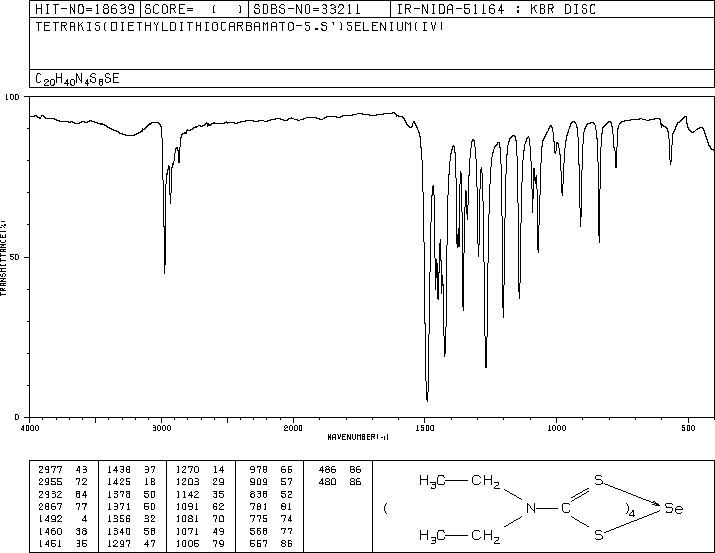 HIT-NO=18639 SCORE= ( ) SDBS-NO=33211 IR-NIDA-51164 : KBR DISC
TETRAKIS(DIETHYLDITHIOCARBAMATO-S,S')SELENIUM(IV)
C20H40N4S8SE
100
TRANSMITTANCE(%)
50
0
4000 3000 2000 1500 1000 500
WAVENUMBER(-1)
2977 43 1438 37 1270 14 978 66 486 86
2955 72 1425 18 1203 29 909 57 480 86
2932 64 1378 50 1142 35 838 52
2867 77 1371 50 1091 62 781 81
1492 4 1356 32 1081 70 775 74
1460 38 1340 58 1071 49 568 77
1451 35 1297 47 1006 79 557 86
H3C CH2 S
( N C )4 Se
H3C CH2 S